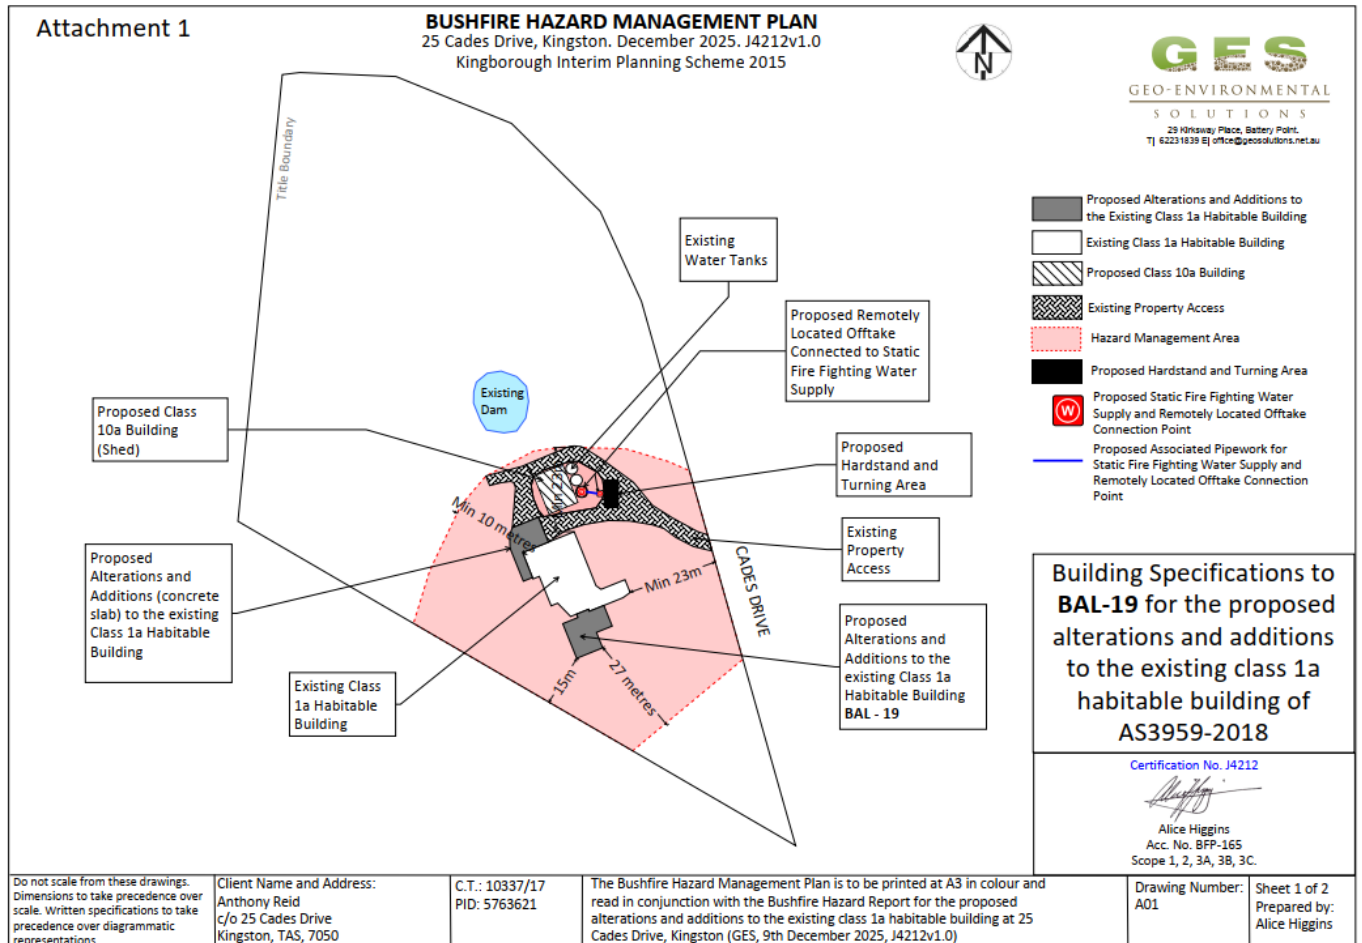 Attachment 1
BUSHFIRE HAZARD MANAGEMENT PLAN
25 Cades Drive, Kingston. December 2025. J4212v1.0
Kingborough Interim Planning Scheme 2015
N
GES
GEO-ENVIRONMENTAL
SOLUTIONS
29 Kirksway Place, Battery Point.
T| 62231839 E| office@geosolutions.net.au
Title Boundary
Existing
Water Tanks
Proposed Remotely
Located Offtake
Connected to Static
Fire Fighting Water
Supply
Existing
Dam
Proposed Class
10a Building
(Shed)
Proposed
Hardstand and
Turning Area
Min 23m
W
Min 10 metres
Existing
Property
Access
Proposed
Alterations and
Additions (concrete
slab) to the existing
Class 1a Habitable
Building
Min 23m
CADES DRIVE
Proposed
Alterations and
Additions to the
existing Class 1a
Habitable Building
BAL - 19
15m
27 metres
Existing Class
1a Habitable
Building
Proposed Alterations and Additions to
the Existing Class 1a Habitable Building
Existing Class 1a Habitable Building
Proposed Class 10a Building
Existing Property Access
Hazard Management Area
Proposed Hardstand and Turning Area
W
Proposed Static Fire Fighting Water
Supply and Remotely Located Offtake
Connection Point
Proposed Associated Pipework for
Static Fire Fighting Water Supply and
Remotely Located Offtake Connection
Point
Building Specifications to
BAL-19 for the proposed
alterations and additions
to the existing class 1a
habitable building of
AS3959-2018
Certification No. J4212
Alice Higgins
Acc. No. BFP-165
Scope 1, 2, 3A, 3B, 3C.
Do not scale from these drawings.
Dimensions to take precedence over
scale. Written specifications to take
precedence over diagrammatic
representations
Client Name and Address:
Anthony Reid
c/o 25 Cades Drive
Kingston, TAS, 7050
C.T.: 10337/17
PID: 5763621
The Bushfire Hazard Management Plan is to be printed at A3 in colour and
read in conjunction with the Bushfire Hazard Report for the proposed
alterations and additions to the existing class 1a habitable building at 25
Cades Drive, Kingston (GES, 9th December 2025, J4212v1.0)
Drawing Number:
A01
Sheet 1 of 2
Prepared by:
Alice Higgins